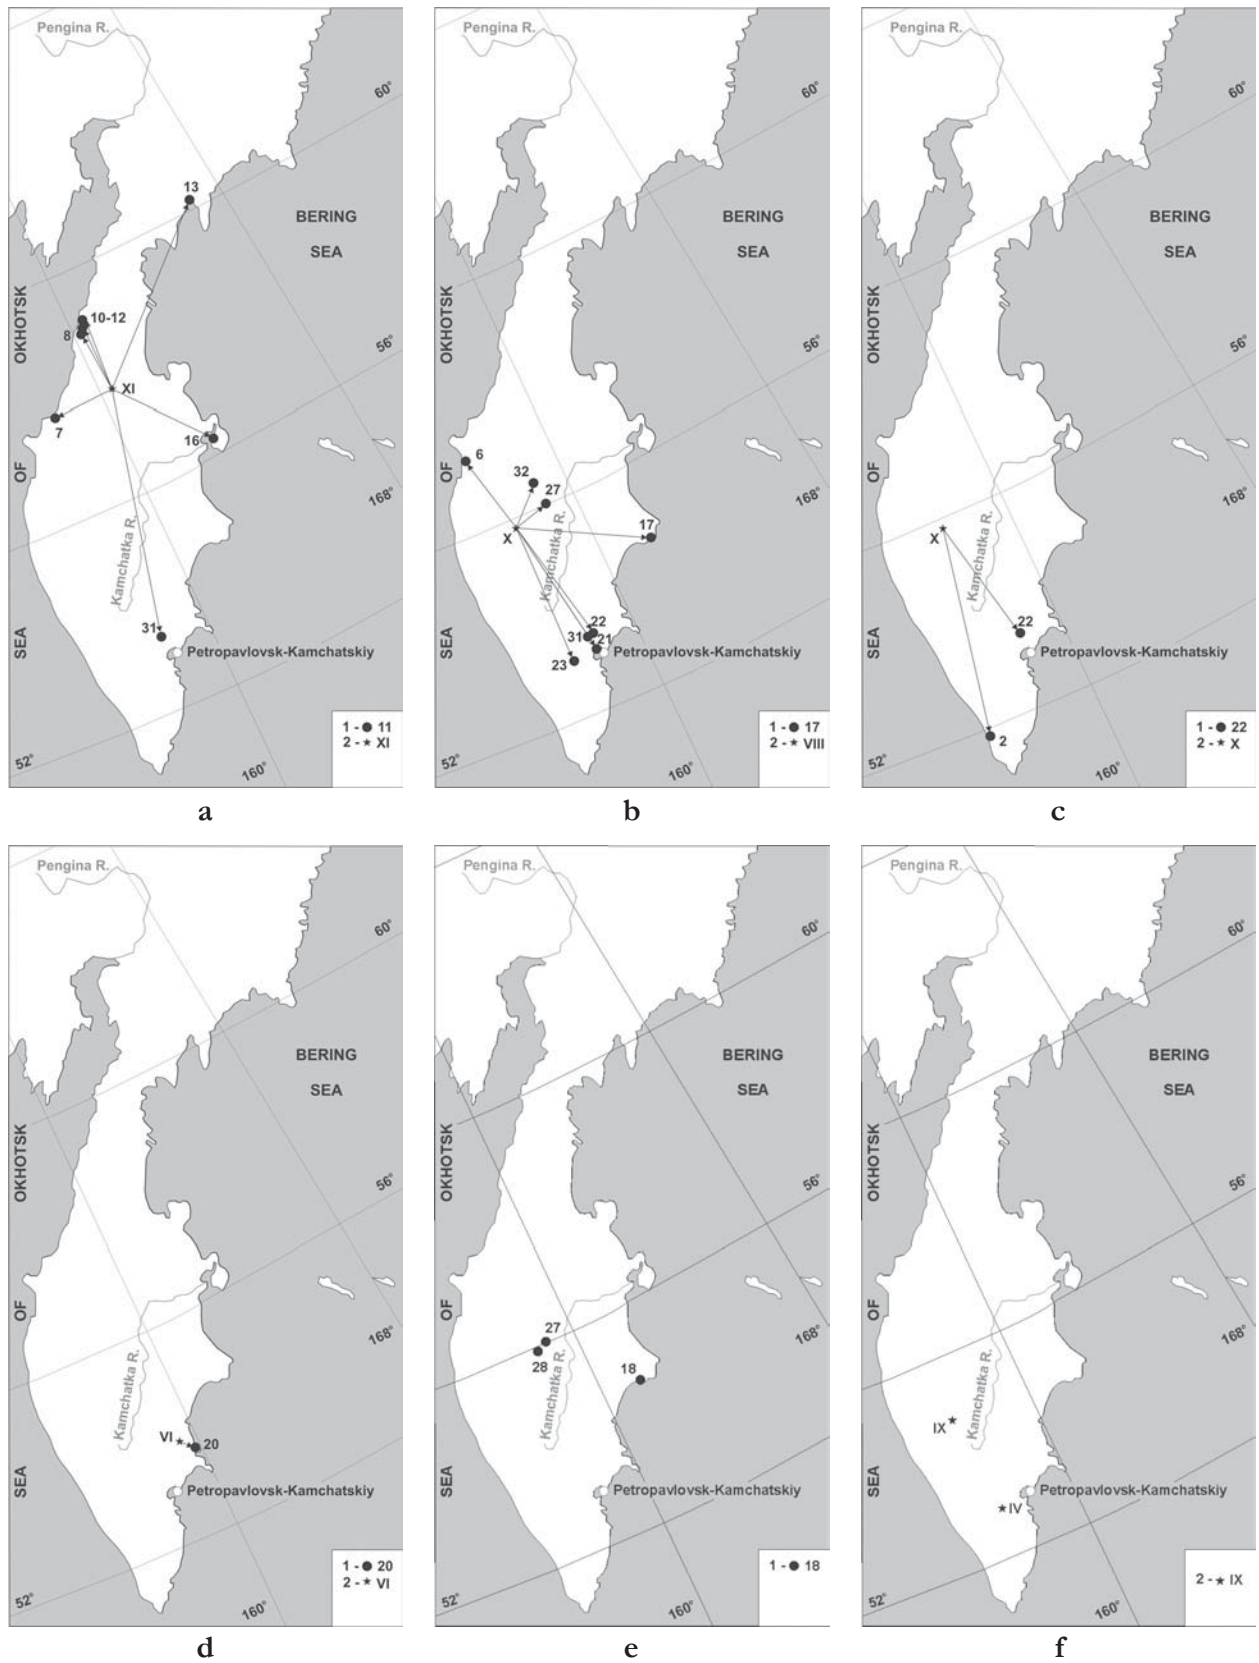 Pengina R.
60°
13
BERING
SEA
OKHOTSK
10-12
8
56°
XI
7
16
OF
168°
Kamchatka R.
31
SEA
Petropavlovsk-Kamchatskiy
1 - ● 11
2 - ★ XI
52°
160°
a
Pengina R.
60°
BERING
SEA
OKHOTSK
56°
6
32
27
OF
168°
17
X
Kamchatka R.
22
31
21
SEA
Petropavlovsk-Kamchatskiy
23
1 - ● 17
2 - ★ VIII
52°
160°
b
Pengina R.
60°
BERING
SEA
OKHOTSK
56°
OF
168°
X
Kamchatka R.
22
SEA
Petropavlovsk-Kamchatskiy
2
1 - ● 22
2 - ★ X
52°
160°
c
Pengina R.
60°
BERING
SEA
OKHOTSK
56°
OF
168°
Kamchatka R.
VI
20
SEA
Petropavlovsk-Kamchatskiy
1 - ● 20
2 - ★ VI
52°
160°
d
Pengina R.
60°
BERING
SEA
OKHOTSK
56°
OF
168°
27
28
18
Kamchatka R.
SEA
Petropavlovsk-Kamchatskiy
1 - ● 18
52°
160°
e
Pengina R.
60°
BERING
SEA
OKHOTSK
56°
OF
168°
Kamchatka R.
IX
SEA
Petropavlovsk-Kamchatskiy
IV
2 - ★ IX
52°
160°
f